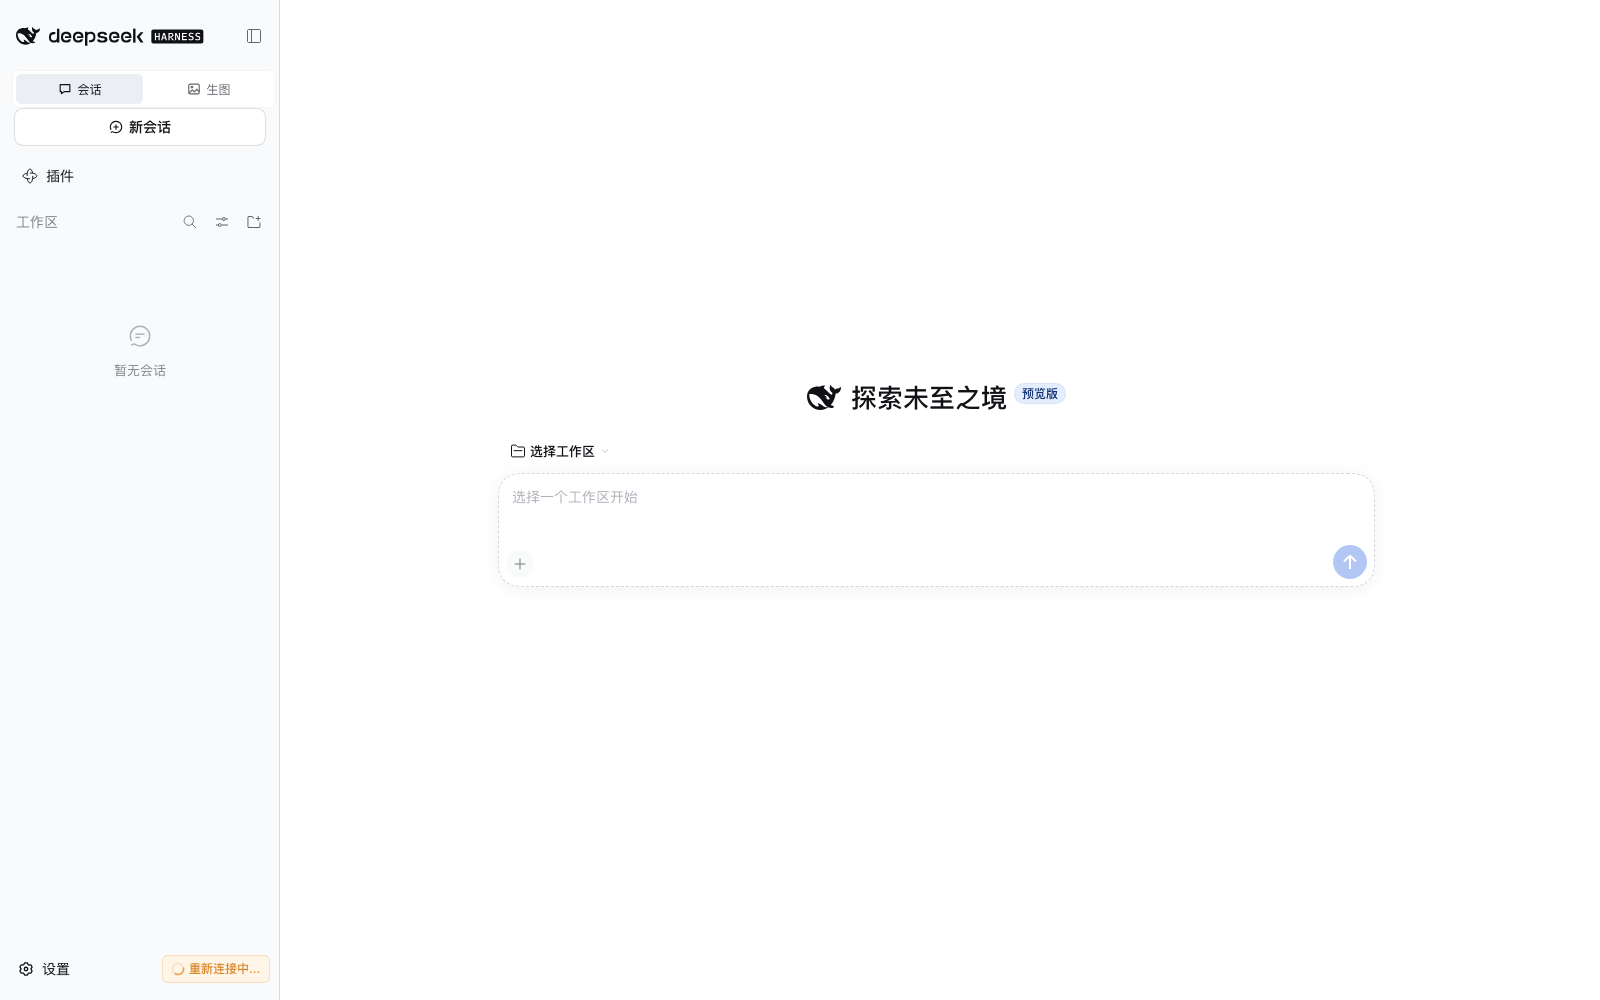 deepseek HARNESS
会话
生图
新会话
插件
工作区
暂无会话
探索未至之境 预览版
选择工作区
选择一个工作区开始
设置
重新连接中...